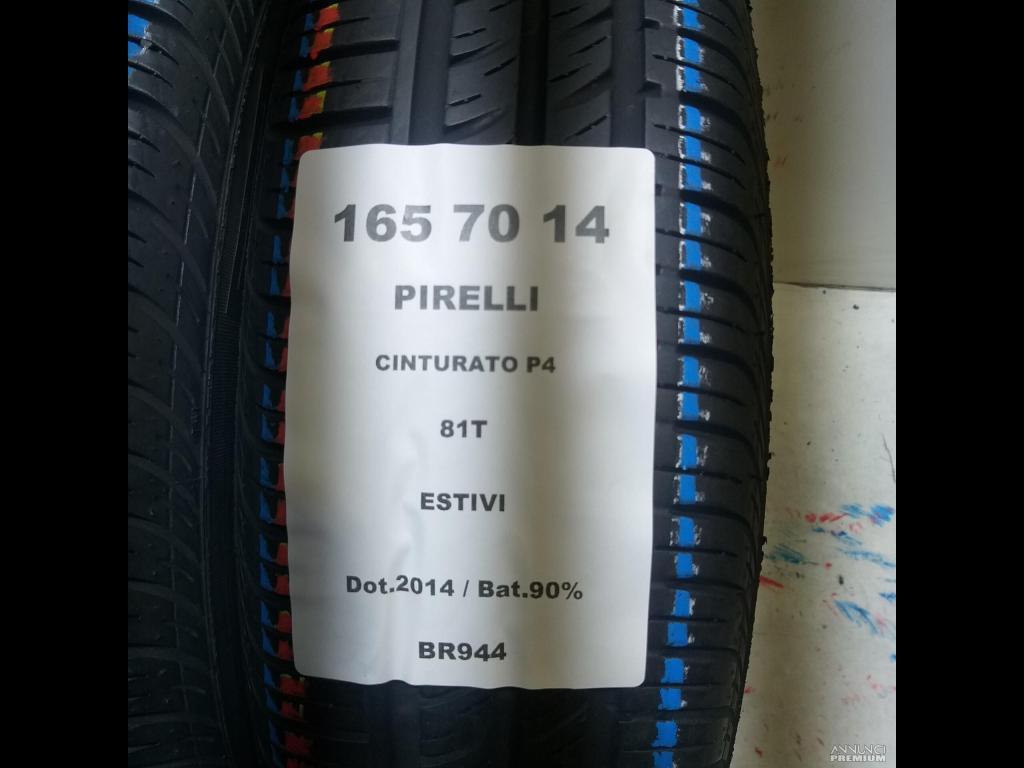 165 70 14
PIRELLI
CINTURATO P4
81T
ESTIVI
Dot.2014 / Bat.90%
BR944
ANNUNCI
PREMIUM